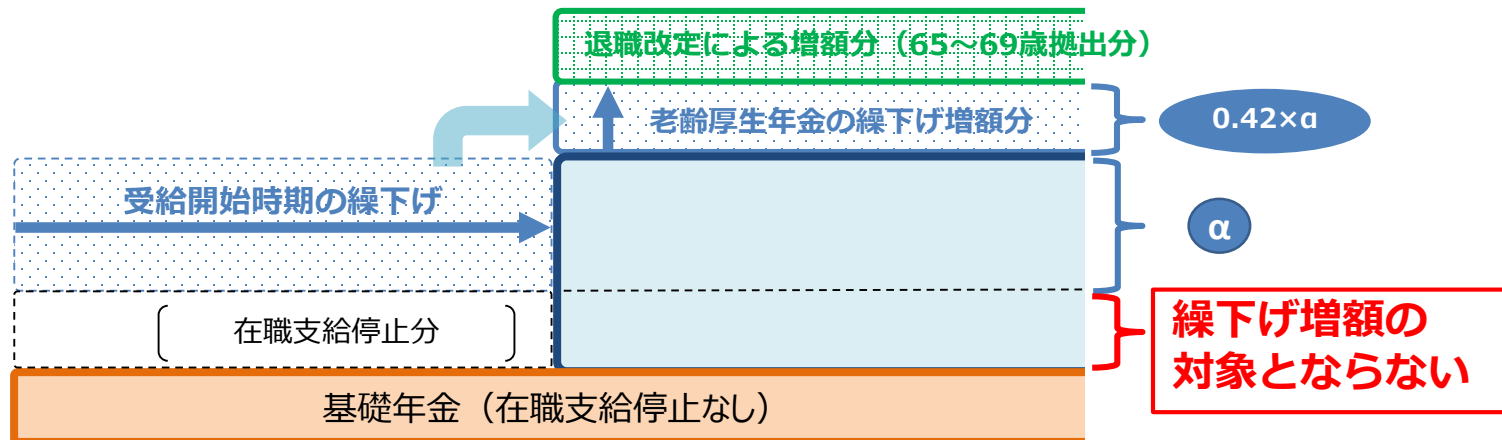 退職改定による増額分（65～69歳拠出分）
老齢厚生年金の繰下げ増額分
0.42×α
受給開始時期の繰下げ
α
在職支給停止分
繰下げ増額の
対象とならない
基礎年金（在職支給停止なし）